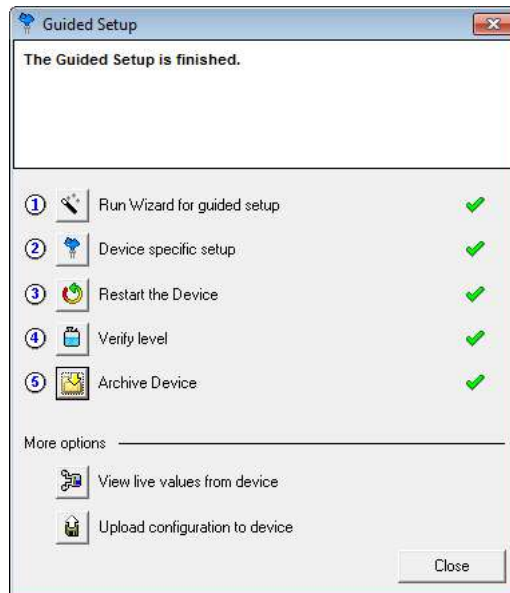 Guided Setup
The Guided Setup is finished.
1 Run Wizard for guided setup
2 Device specific setup
3 Restart the Device
4 Verify level
5 Archive Device
More options
View live values from device
Upload configuration to device
Close